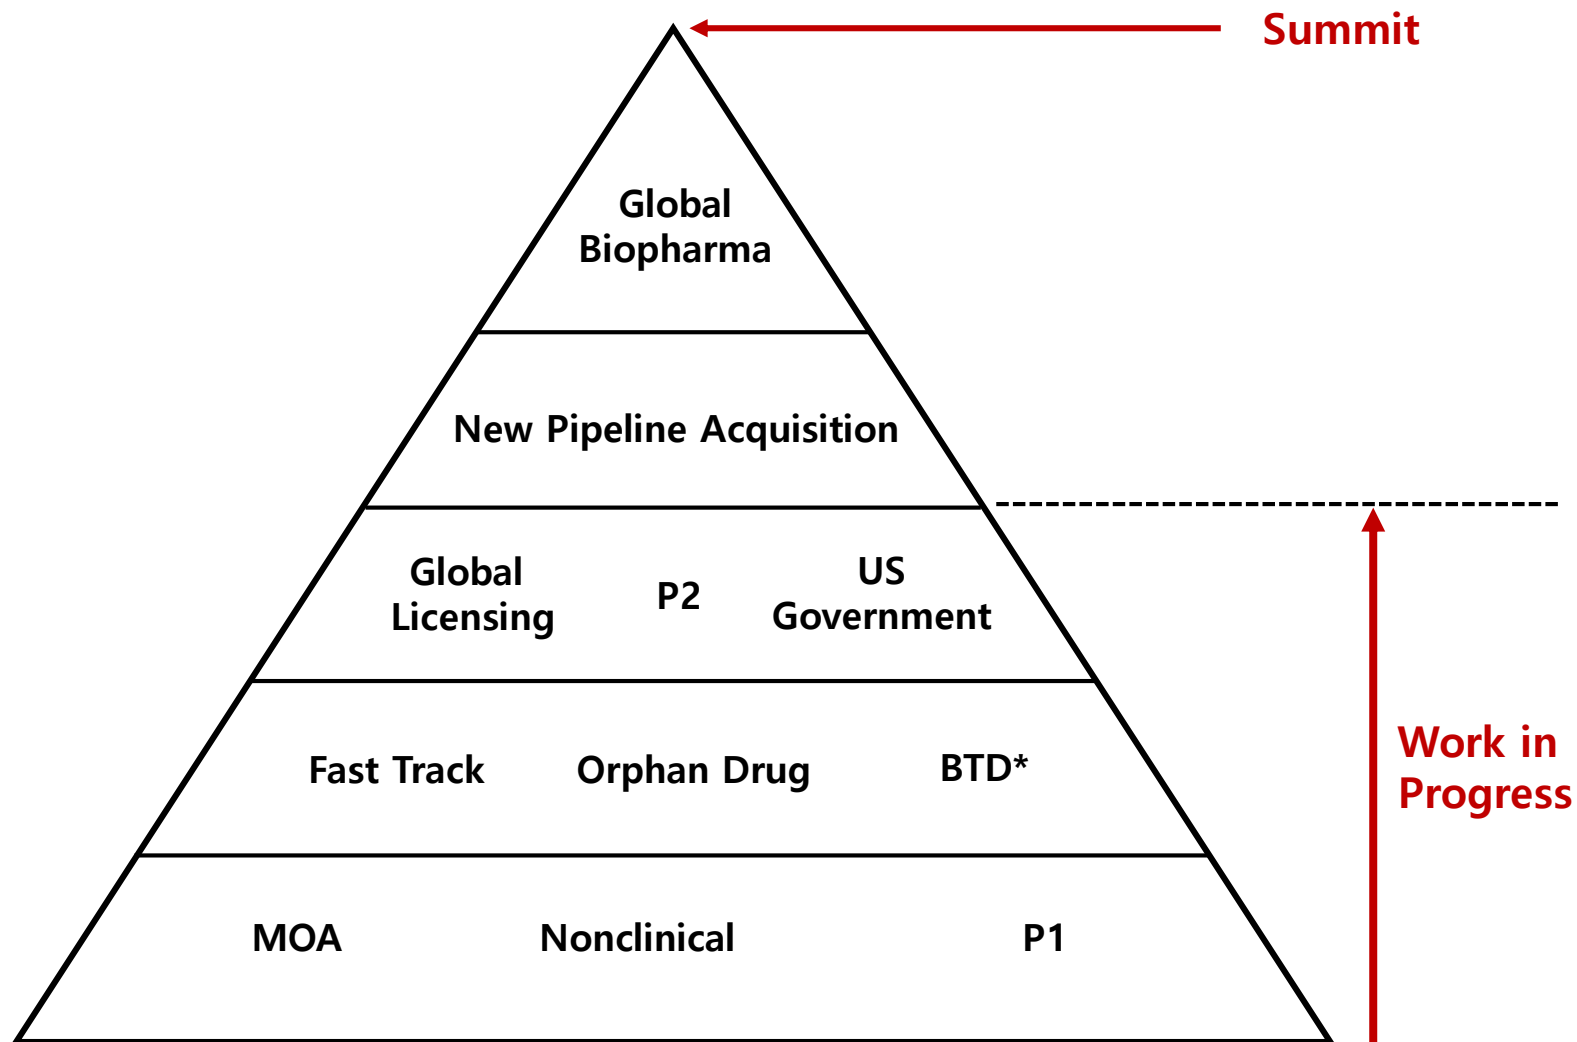 Summit
Global
Biopharma
New Pipeline Acquisition
Global
Licensing
P2
US
Government
Fast Track
Orphan Drug
BTD*
Work in
Progress
MOA
Nonclinical
P1